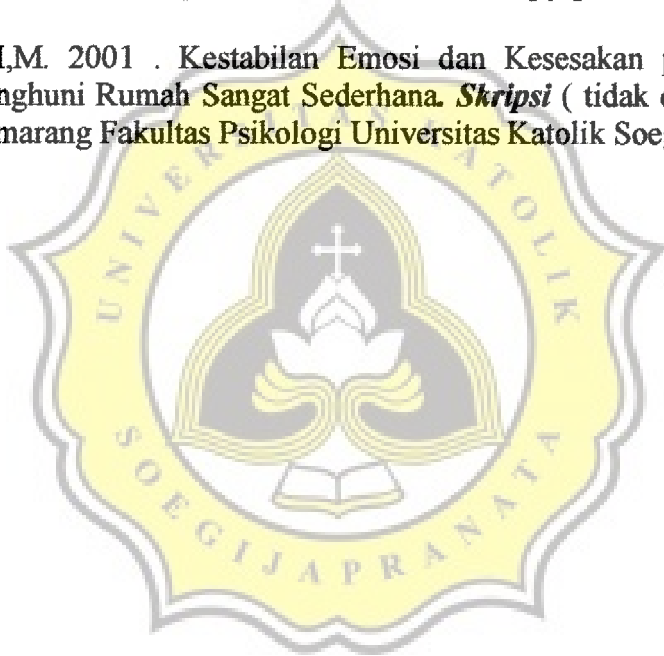 I,M. 2001 . Kestabilan Emosi dan Kesesakan
nghuni Rumah Sangat Sederhana. Skripsi ( tidak
marang Fakultas Psikologi Universitas Katolik Soeg
UNIVERSITAS KATOLIK
SOEGIJAPRANATA